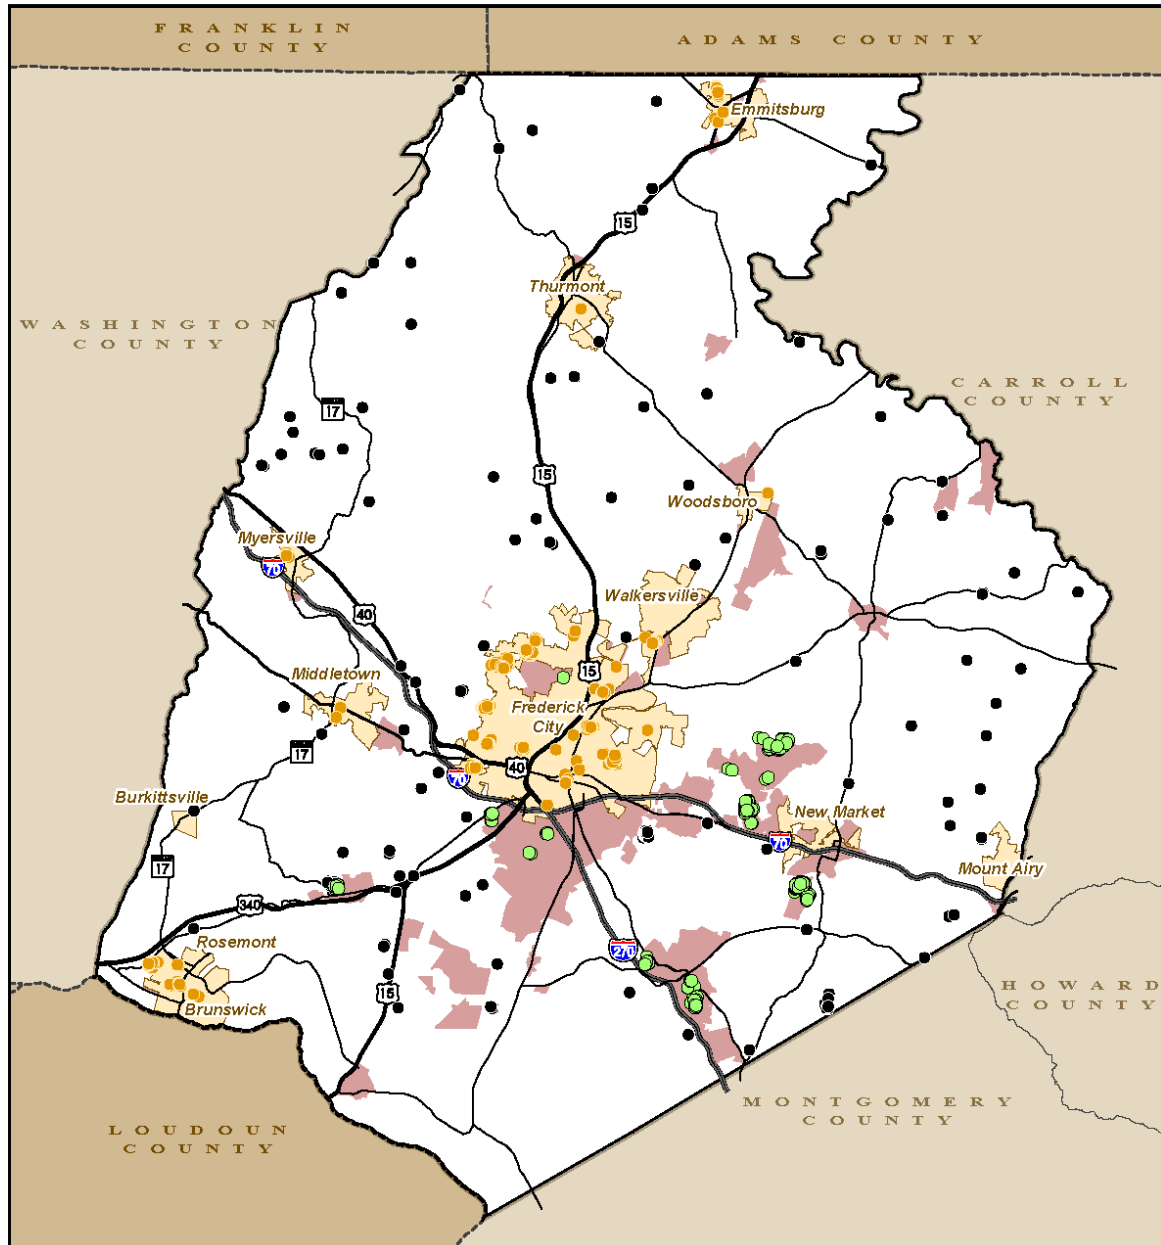 FRANKLIN
COUNTY
ADAMS COUNTY
Emmitsburg
15
Thurmont
WASHINGTON
COUNTY
CARROLL
COUNTY
17
15
Woodsboro
Myersville
70
Walkersville
40
Middletown
15
Frederick
City
17
40
70
Burkittsville
New Market
70
17
Mount Airy
340
Rosemont
270
15
Brunswick
HOWARD
COUNTY
MONTGOMERY
COUNTY
LOUDOUN
COUNTY